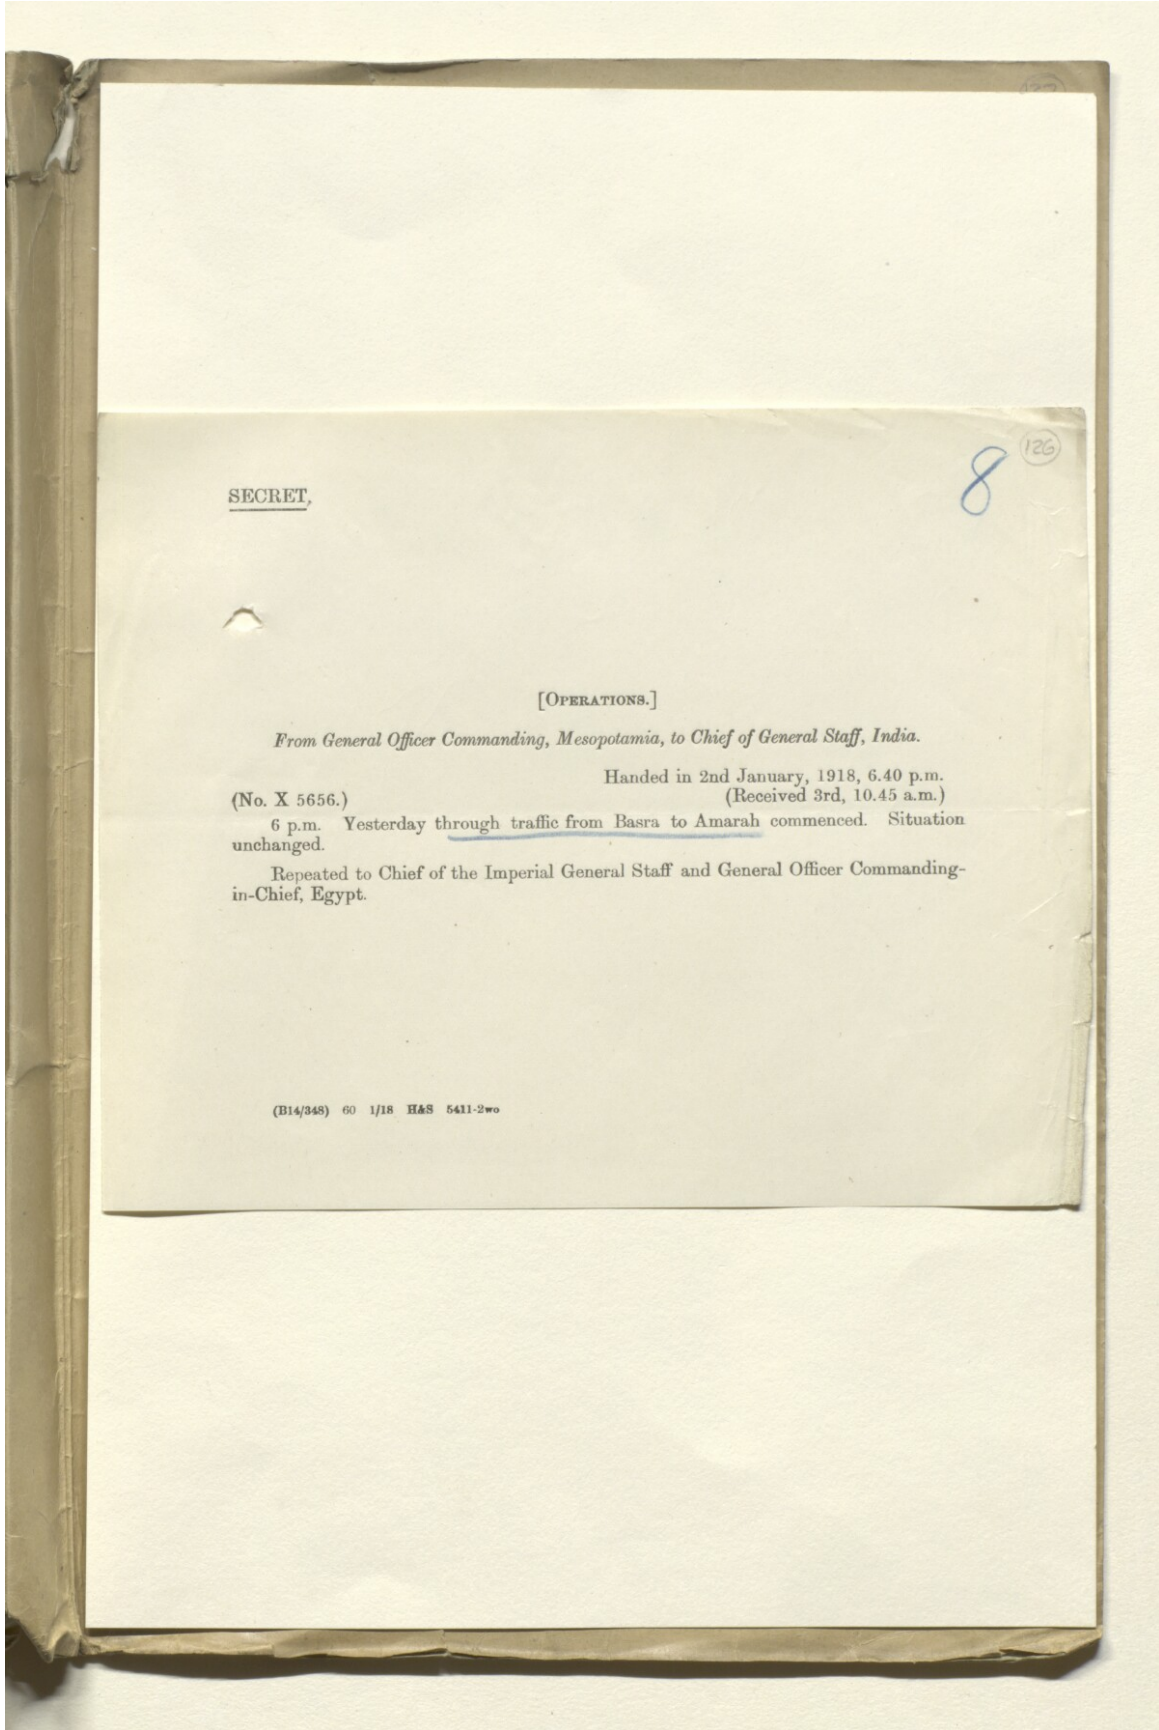 8
126
SECRET,
[OPERATIONS.]
From General Officer Commanding, Mesopotamia, to Chief of General Staff, India.
Handed in 2nd January, 1918, 6.40 p.m.
(No. X 5656.) (Received 3rd, 10.45 a.m.)
6 p.m. Yesterday through traffic from Basra to Amarah commenced. Situation
unchanged.
Repeated to Chief of the Imperial General Staff and General Officer Commanding-
in-Chief, Egypt.
(B14/348) 60 1/18 H&S 5411-2wo